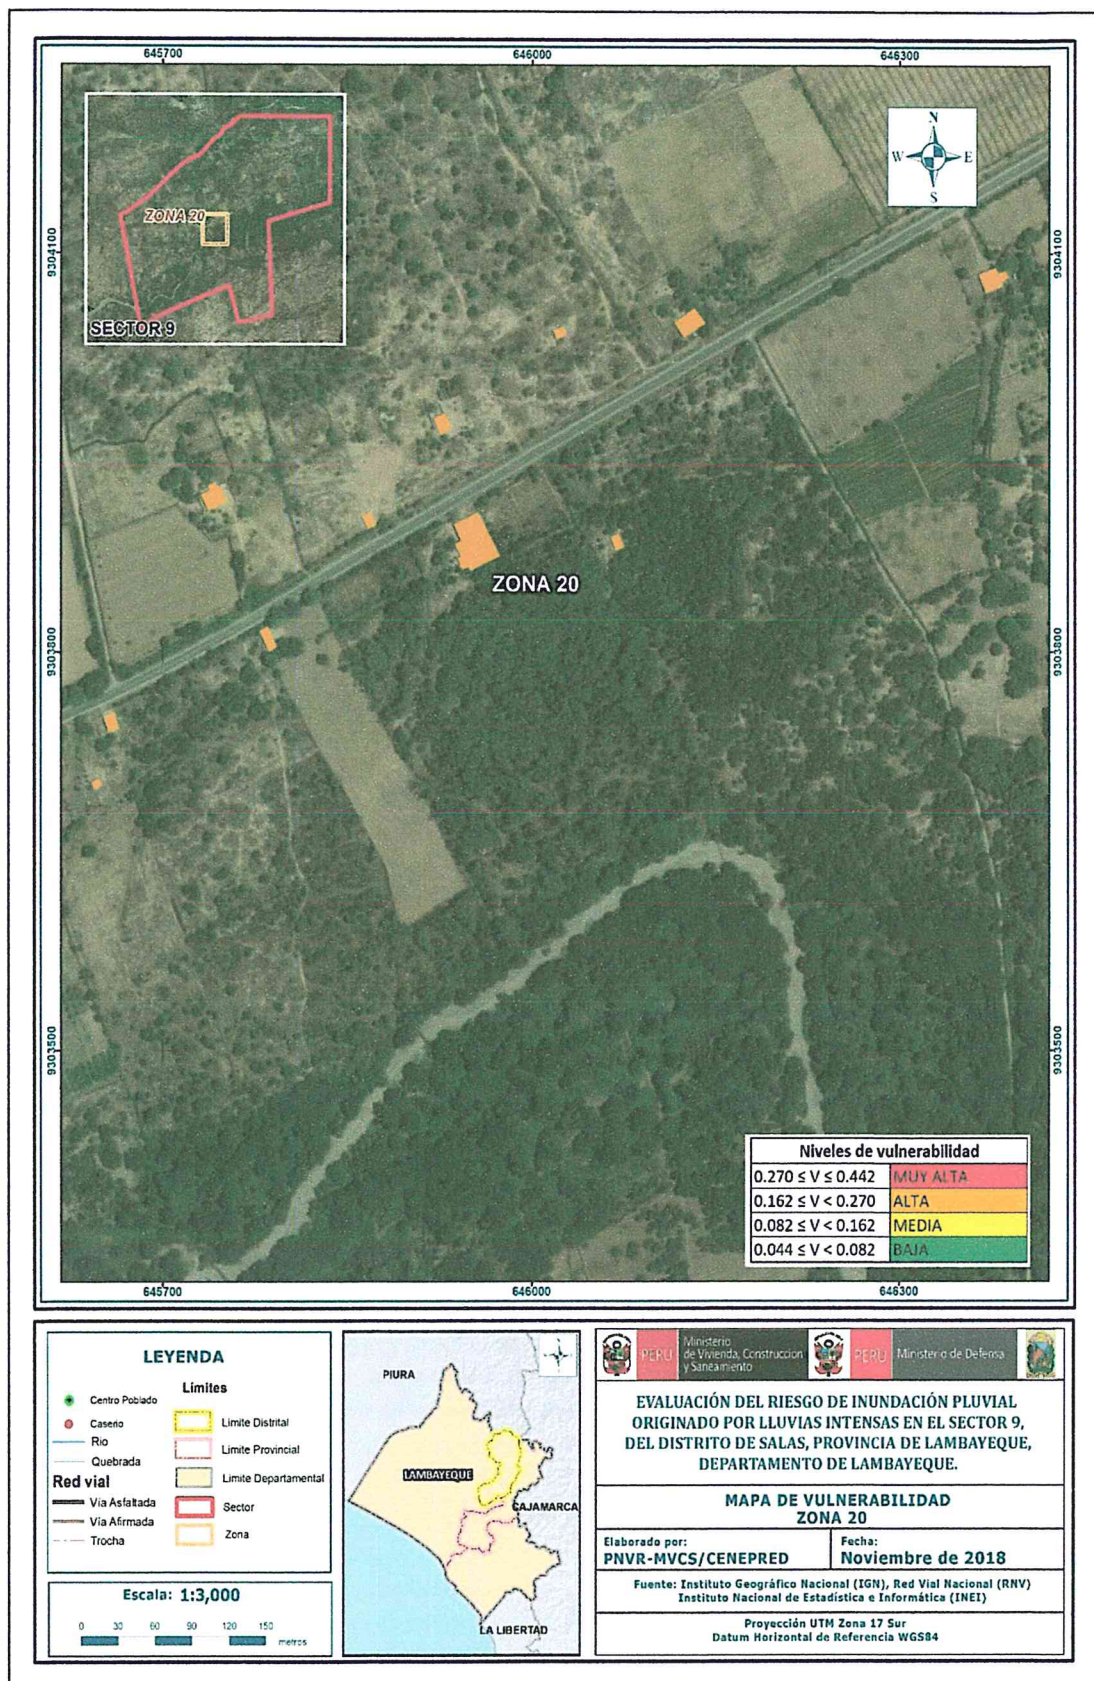 645700
646000
646300
N
W
E
S
ZONA 20
SECTOR 9
9304100
9304100
ZONA 20
9303800
9303800
9303500
9303500
Niveles de vulnerabilidad
0.270 ≤ V ≤ 0.442 MUY ALTA
0.162 ≤ V < 0.270 ALTA
0.082 ≤ V < 0.162 MEDIA
0.044 ≤ V < 0.082 BAJA
645700
646000
646300
LEYENDA
Centro Poblado
Caserio
Rio
Quebrada
Red vial
Vía Asfaltada
Vía Afirmada
Trocha
Límites
Limite Distrital
Limite Provincial
Limite Departamental
Sector
Zona
Escala: 1:3,000
0 30 60 90 120 150
metros
PIURA
LAMBAYEQUE
CAJAMARCA
LA LIBERTAD
PERÚ
Ministerio
de Vivienda, Construccion
y Saneamiento
PERÚ
Ministerio de Defensa
EVALUACIÓN DEL RIESGO DE INUNDACIÓN PLUVIAL
ORIGINADO POR LLUVIAS INTENSAS EN EL SECTOR 9,
DEL DISTRITO DE SALAS, PROVINCIA DE LAMBAYEQUE,
DEPARTAMENTO DE LAMBAYEQUE.
MAPA DE VULNERABILIDAD
ZONA 20
Elaborado por:
PNVR-MVCS/CENEPRED
Fecha:
Noviembre de 2018
Fuente: Instituto Geográfico Nacional (IGN), Red Vial Nacional (RNV)
Instituto Nacional de Estadística e Informática (INEI)
Proyección UTM Zona 17 Sur
Datum Horizontal de Referencia WGS84